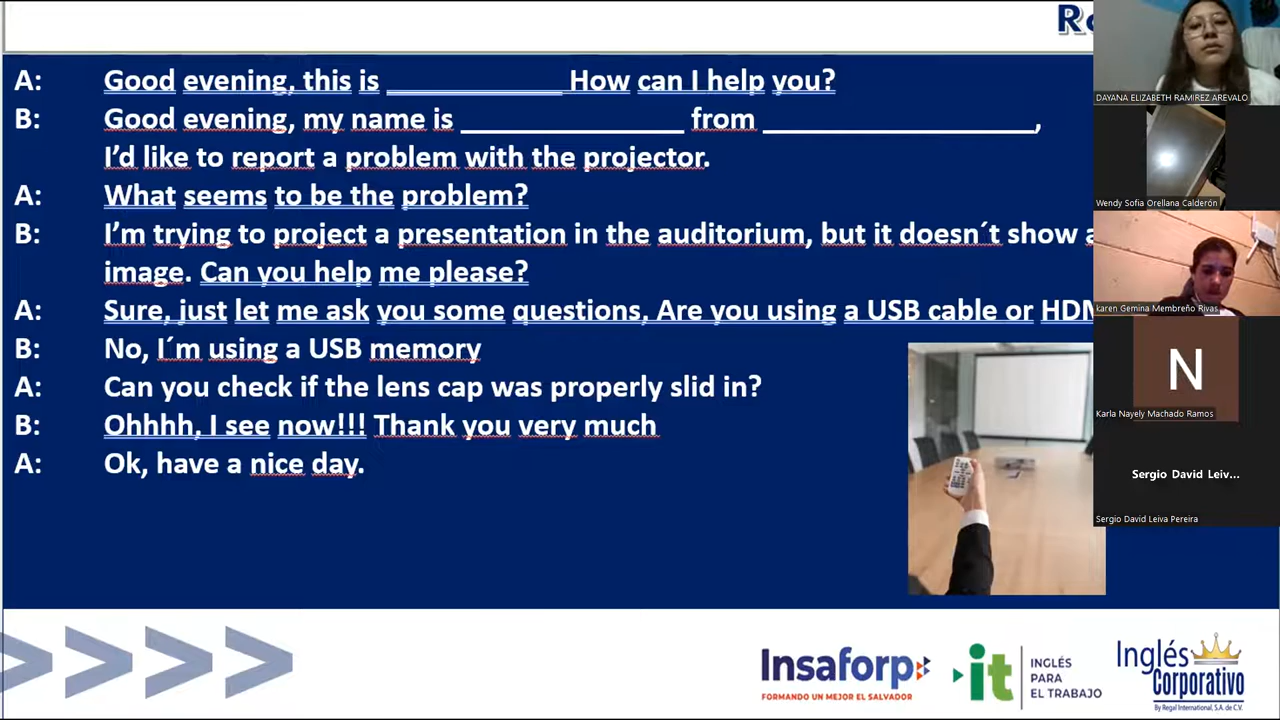 A: Good evening, this is ____________ How can I help you?
B: Good evening, my name is _______________ from __________________,
I'd like to report a problem with the projector.
A: What seems to be the problem?
B: I'm trying to project a presentation in the auditorium, but it doesn´t show
image. Can you help me please?
A: Sure, just let me ask you some questions, Are you using a USB cable or
B: No, I´m using a USB memory
A: Can you check if the lens cap was properly slid in?
B: Ohhhh, I see now!!! Thank you very much
A: Ok, have a nice day.
DAYANA ELIZABETH RAMIREZ AREVALO
Wendy Sofia Orellana Calderón
karen Gemina Membreño Rivas
N
Karla Nayely Machado Ramos
Sergio David Leiv...
Sergio David Leiva Pereira
Insaforp
FORMANDO UN MEJOR EL SALVADOR
it
INGLÉS
PARA
EL TRABAJO
Inglés
Corporativo
By Regal International, S.A. de C.V.